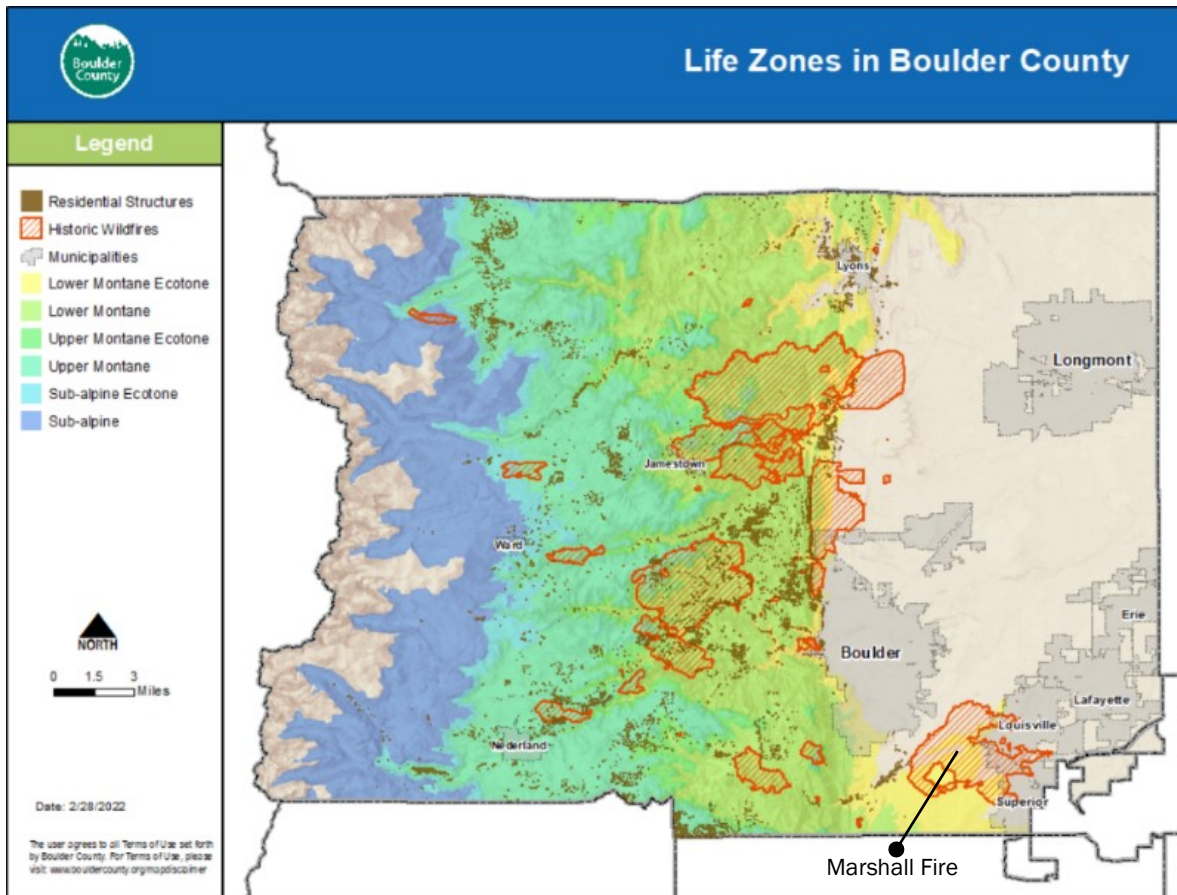 Boulder
County
Life Zones in Boulder County
Legend
Residential Structures
Historic Wildfires
Municipalities
Lower Montane Ecotone
Lower Montane
Upper Montane Ecotone
Upper Montane
Sub-alpine Ecotone
Sub-alpine
NORTH
0 1.5 3
Miles
Date: 2/28/2022
The user agrees to all Terms of Use set forth
by Boulder County. For Terms of Use, please
visit: www.bouldercounty.org/mapdisclaimer
Lyons
Longmont
Jamestown
Ward
Erie
Boulder
Lafayette
Louisville
Nederland
Superior
Marshall Fire